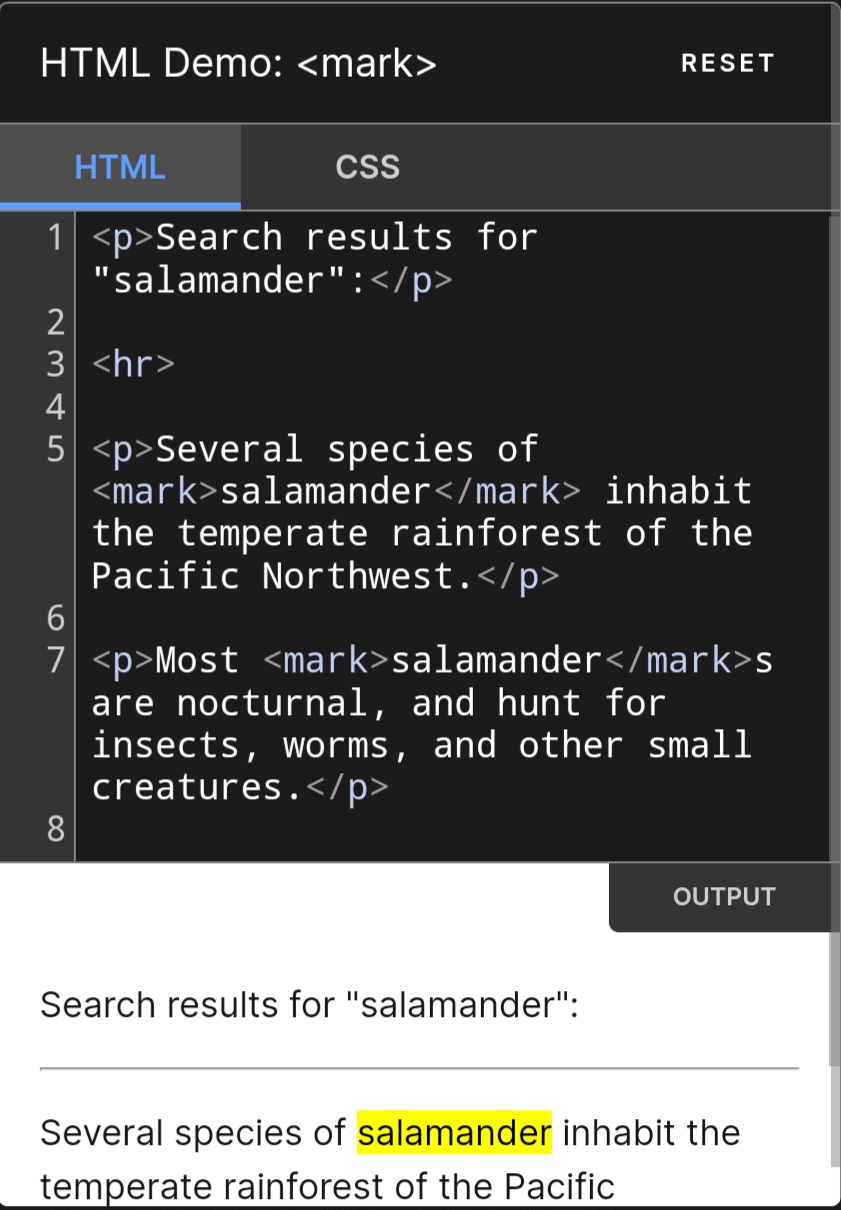 HTML Demo: <mark>
RESET
HTML
CSS
1 <p>Search results for
"salamander":</p>
2
3 <hr>
4
5 <p>Several species of
<mark>salamander</mark> inhabit
the temperate rainforest of the
Pacific Northwest.</p>
6
7 <p>Most <mark>salamander</mark>s
are nocturnal, and hunt for
insects, worms, and other small
creatures.</p>
8
OUTPUT
Search results for "salamander":
Several species of salamander inhabit the
temperate rainforest of the Pacific